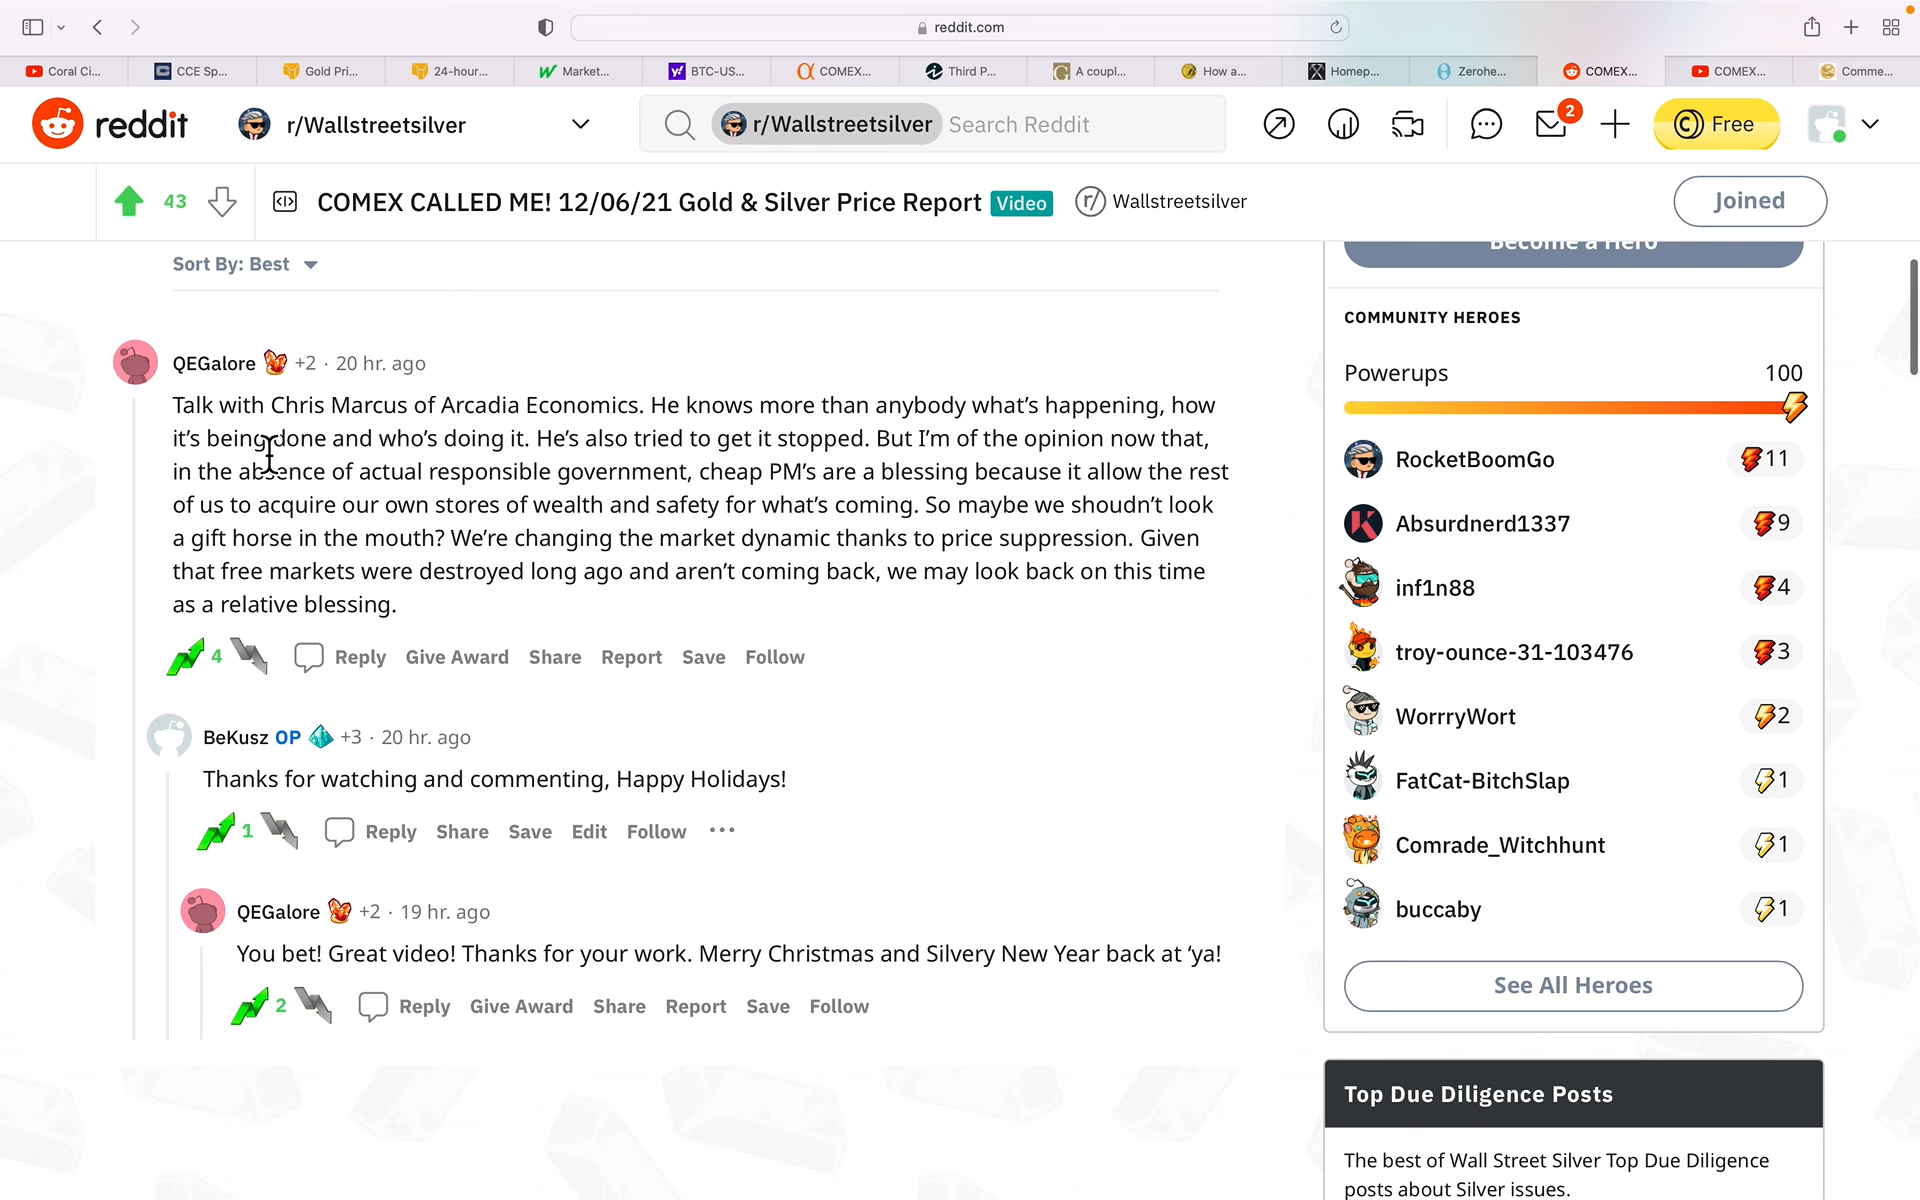 reddit.com
Coral Ci...
CCE Sp...
Gold Pri...
24-hour...
Market...
BTC-US...
COMEX...
Third P...
A coupl...
How a...
Homep...
Zerohe...
COMEX...
COMEX...
Comme...
reddit
r/Wallstreetsilver
r/Wallstreetsilver
Search Reddit
2
Free
43
COMEX CALLED ME! 12/06/21 Gold & Silver Price Report
Video
r/
Wallstreetsilver
Joined
Sort By: Best
QEGalore +2 · 20 hr. ago
Talk with Chris Marcus of Arcadia Economics. He knows more than anybody what’s happening, how
it’s being done and who’s doing it. He’s also tried to get it stopped. But I’m of the opinion now that,
in the absence of actual responsible government, cheap PM’s are a blessing because it allow the rest
of us to acquire our own stores of wealth and safety for what’s coming. So maybe we shoudn’t look
a gift horse in the mouth? We’re changing the market dynamic thanks to price suppression. Given
that free markets were destroyed long ago and aren’t coming back, we may look back on this time
as a relative blessing.
4 Reply Give Award Share Report Save Follow
BeKusz OP +3 · 20 hr. ago
Thanks for watching and commenting, Happy Holidays!
1 Reply Share Save Edit Follow ···
QEGalore +2 · 19 hr. ago
You bet! Great video! Thanks for your work. Merry Christmas and Silvery New Year back at ‘ya!
2 Reply Give Award Share Report Save Follow
Become a Hero
COMMUNITY HEROES
Powerups 100
RocketBoomGo 11
Absurdnerd1337 9
inf1n88 4
troy-ounce-31-103476 3
WorrryWort 2
FatCat-BitchSlap 1
Comrade_Witchhunt 1
buccaby 1
See All Heroes
Top Due Diligence Posts
The best of Wall Street Silver Top Due Diligence
posts about Silver issues.